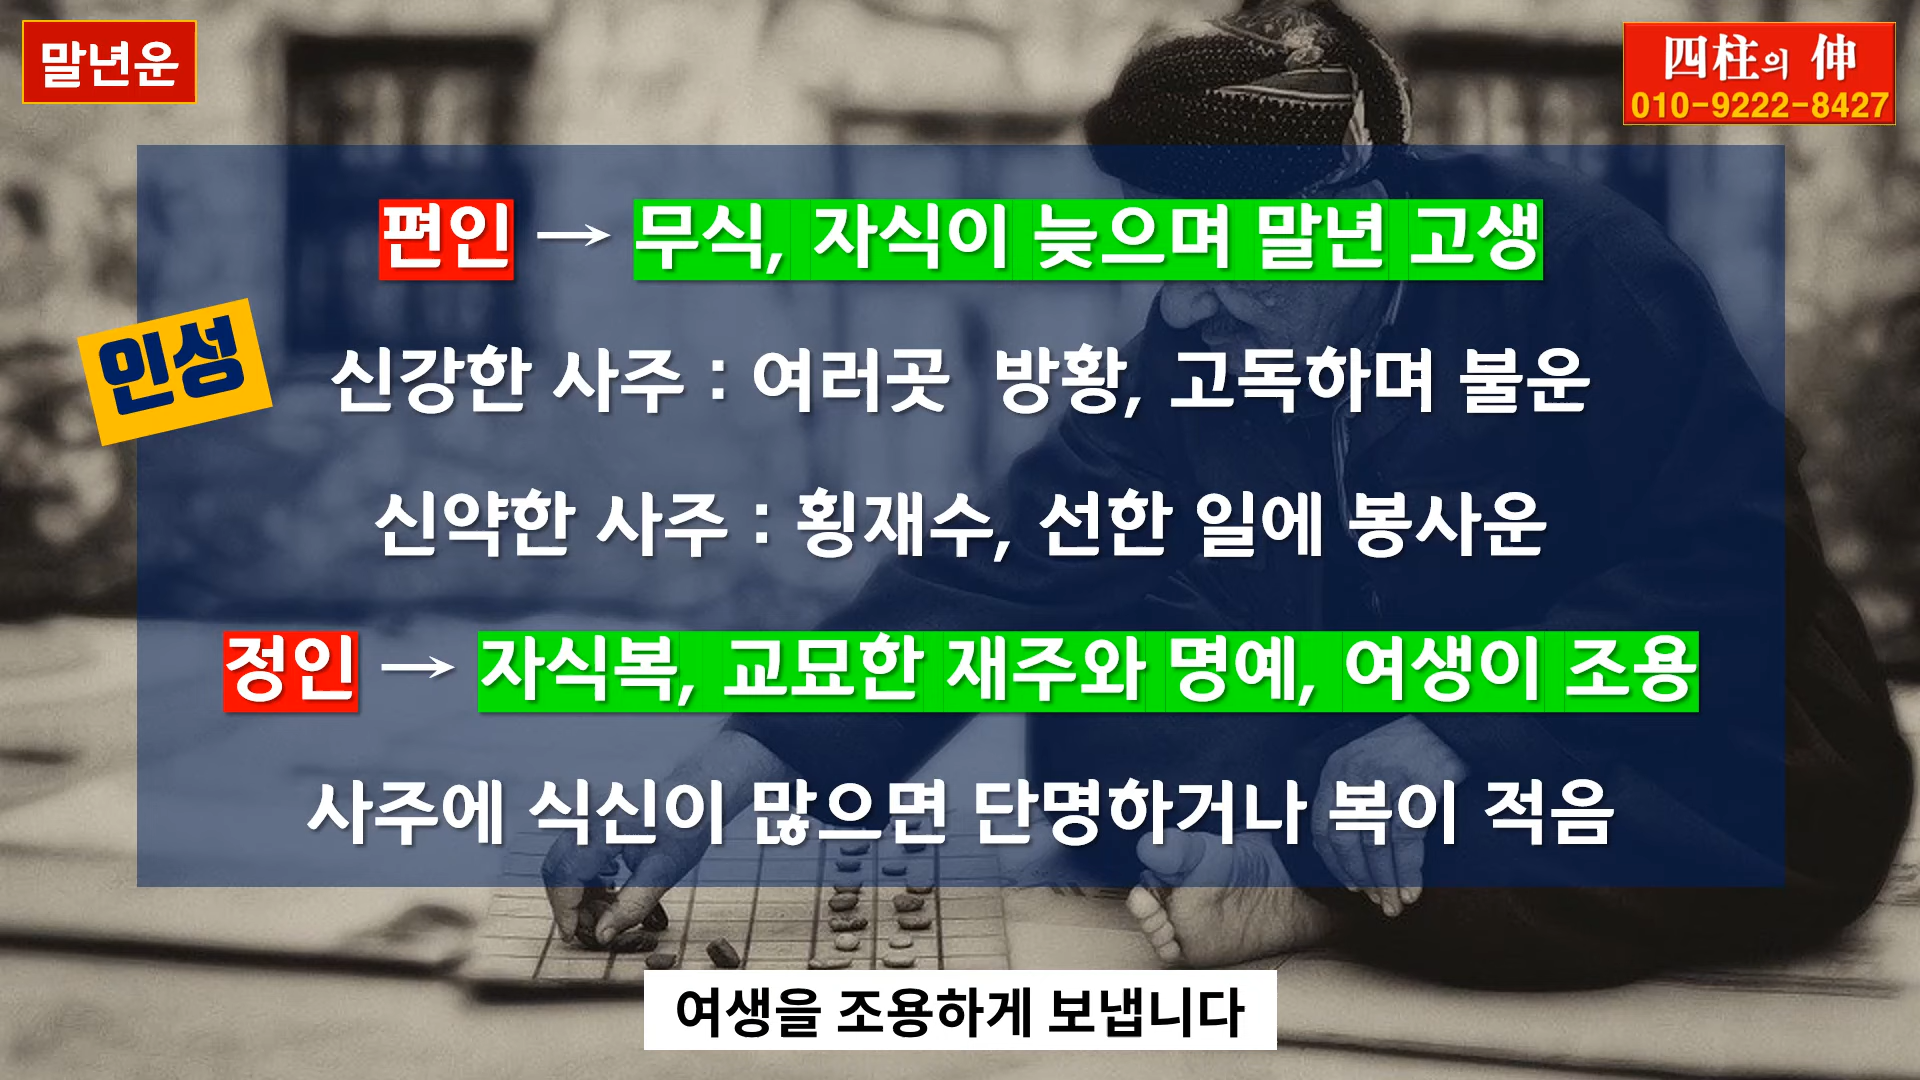 말년운
四柱의 伸
010-9222-8427
편인 → 무식, 자식이 늦으며 말년 고생
인성
신강한 사주 : 여러곳 방황, 고독하며 불운
신약한 사주 : 횡재수, 선한 일에 봉사운
정인 → 자식복, 교묘한 재주와 명예, 여생이 조용
사주에 식신이 많으면 단명하거나 복이 적음
여생을 조용하게 보냅니다